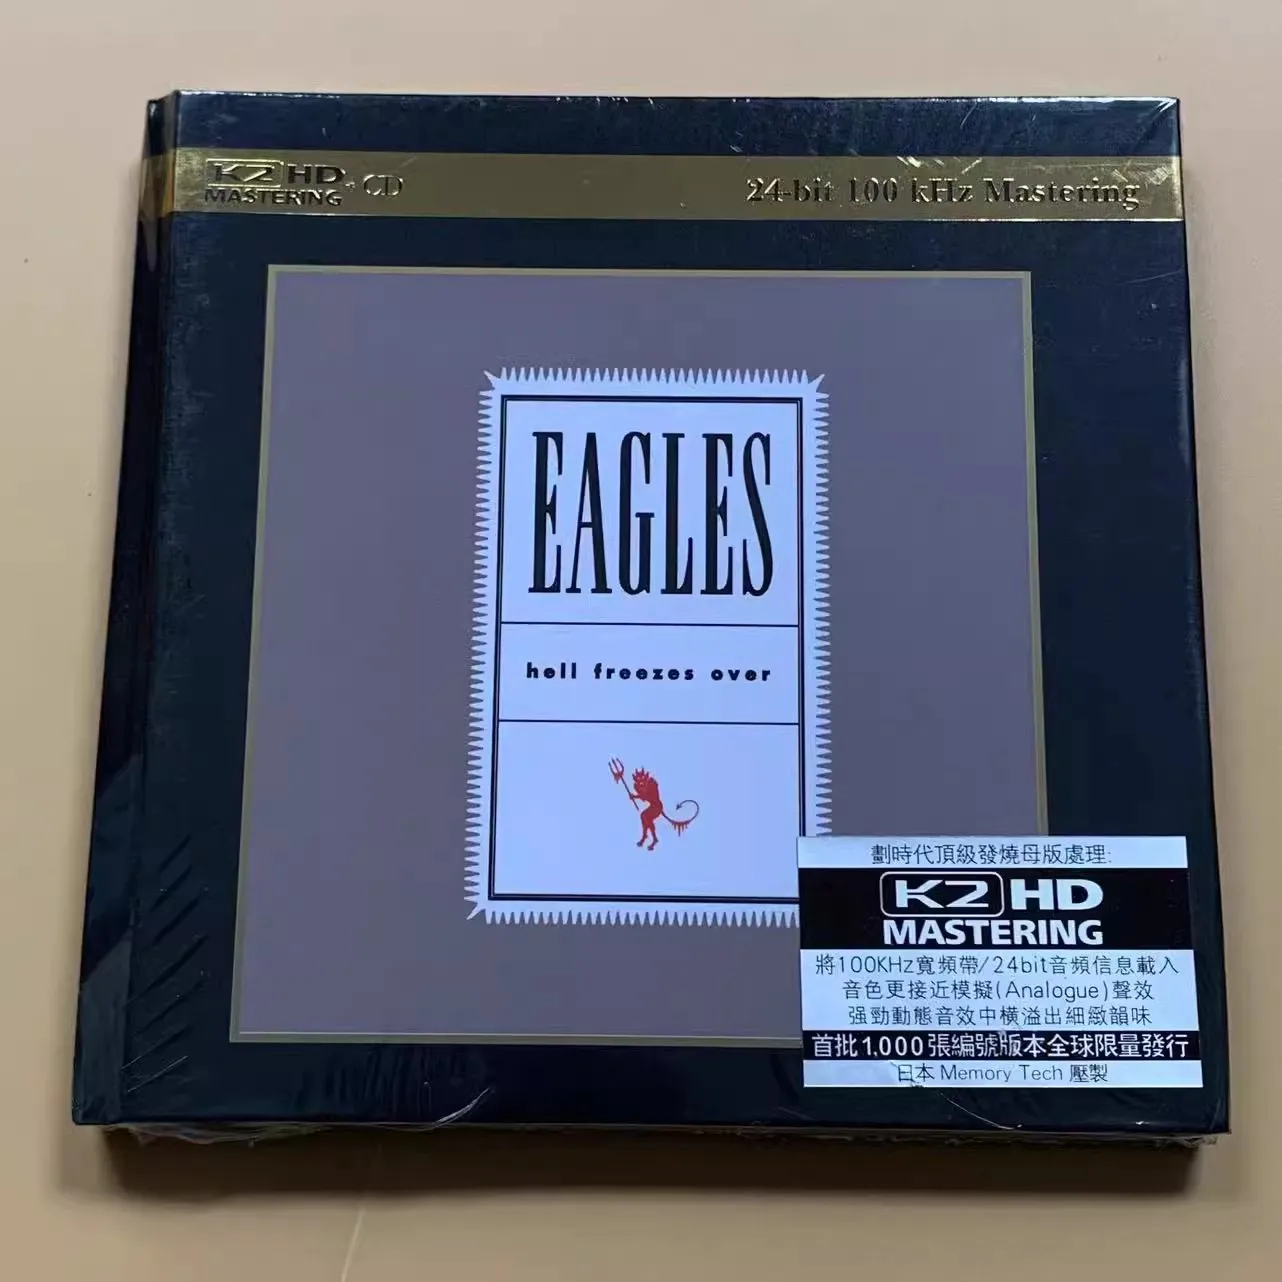 K2 HD
MASTERING + CD
24-bit 100 kHz Mastering
EAGLES
hell freezes over
劃時代頂級發燒母版處理:
K2 HD
MASTERING
將100KHz寬頻帶/24bit音頻信息載入
音色更接近模擬(Analogue)聲效
强勁動態音效中橫溢出細緻韻味
首批1,000張編號版本全球限量發行
日本 Memory Tech 壓製